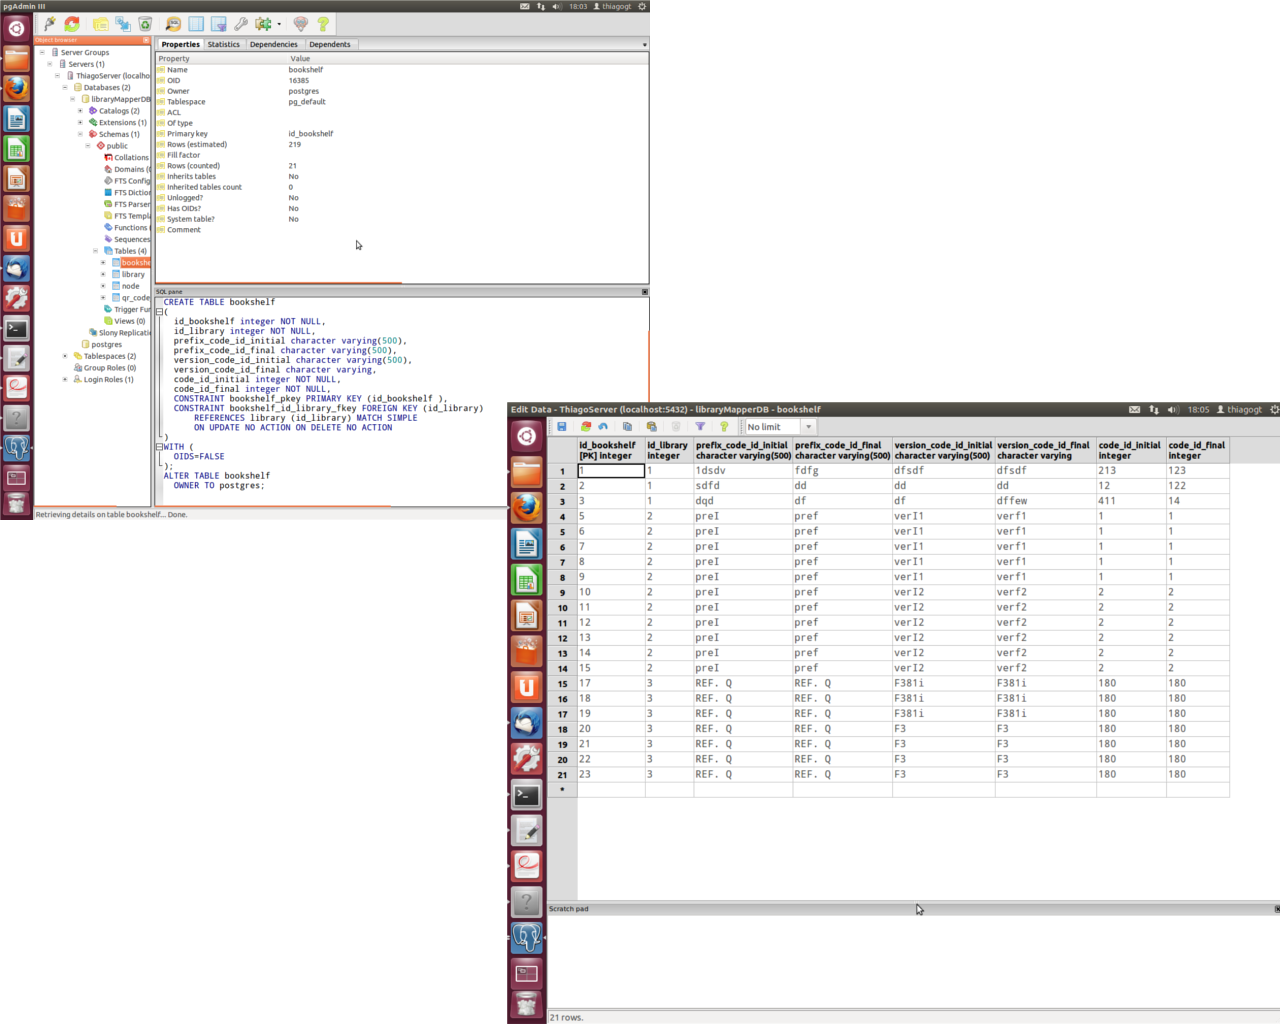 pgAdmin III
18:03 thiagogt
Object browser
Server Groups
Servers (1)
ThiagoServer (localho
Databases (2)
libraryMapperDB
Catalogs (2)
Extensions (1)
Schemas (1)
public
Collations
Domains (0
FTS Config
FTS Diction
FTS Parser
FTS Templa
Functions (
Sequences
Tables (4)
bookshe
library
node
qr_code
Trigger Fun
Views (0)
Slony Replicati
postgres
Tablespaces (2)
Group Roles (0)
Login Roles (1)
Properties Statistics Dependencies Dependents
Property Value
Name bookshelf
OID 16385
Owner postgres
Tablespace pg_default
ACL
Of type
Primary key id_bookshelf
Rows (estimated) 219
Fill factor
Rows (counted) 21
Inherits tables No
Inherited tables count 0
Unlogged? No
Has OIDs? No
System table? No
Comment
SQL pane
CREATE TABLE bookshelf
(
id_bookshelf integer NOT NULL,
id_library integer NOT NULL,
prefix_code_id_initial character varying(500),
prefix_code_id_final character varying(500),
version_code_id_initial character varying(500),
version_code_id_final character varying,
code_id_initial integer NOT NULL,
code_id_final integer NOT NULL,
CONSTRAINT bookshelf_pkey PRIMARY KEY (id_bookshelf ),
CONSTRAINT bookshelf_id_library_fkey FOREIGN KEY (id_library)
REFERENCES library (id_library) MATCH SIMPLE
ON UPDATE NO ACTION ON DELETE NO ACTION
)
WITH (
OIDS=FALSE
);
ALTER TABLE bookshelf
OWNER TO postgres;
Retrieving details on table bookshelf... Done.
Edit Data - ThiagoServer (localhost:5432) - libraryMapperDB - bookshelf
18:05 thiagogt
No limit
id_bookshelf id_library prefix_code_id_initial prefix_code_id_final version_code_id_initial version_code_id_final code_id_initial code_id_final
[PK] integer integer character varying(500) character varying(500) character varying(500) character varying integer integer
1 1 1 1dsdv fdfg dfsdf dfsdf 213 123
2 2 1 sdfd dd dd dd 12 122
3 3 1 dqd df df dffew 411 14
4 5 2 preI pref verI1 verf1 1 1
5 6 2 preI pref verI1 verf1 1 1
6 7 2 preI pref verI1 verf1 1 1
7 8 2 preI pref verI1 verf1 1 1
8 9 2 preI pref verI1 verf1 1 1
9 10 2 preI pref verI2 verf2 2 2
10 11 2 preI pref verI2 verf2 2 2
11 12 2 preI pref verI2 verf2 2 2
12 13 2 preI pref verI2 verf2 2 2
13 14 2 preI pref verI2 verf2 2 2
14 15 2 preI pref verI2 verf2 2 2
15 17 3 REF. Q REF. Q F381i F381i 180 180
16 18 3 REF. Q REF. Q F381i F381i 180 180
17 19 3 REF. Q REF. Q F381i F381i 180 180
18 20 3 REF. Q REF. Q F3 F3 180 180
19 21 3 REF. Q REF. Q F3 F3 180 180
20 22 3 REF. Q REF. Q F3 F3 180 180
21 23 3 REF. Q REF. Q F3 F3 180 180
*
Scratch pad
21 rows.